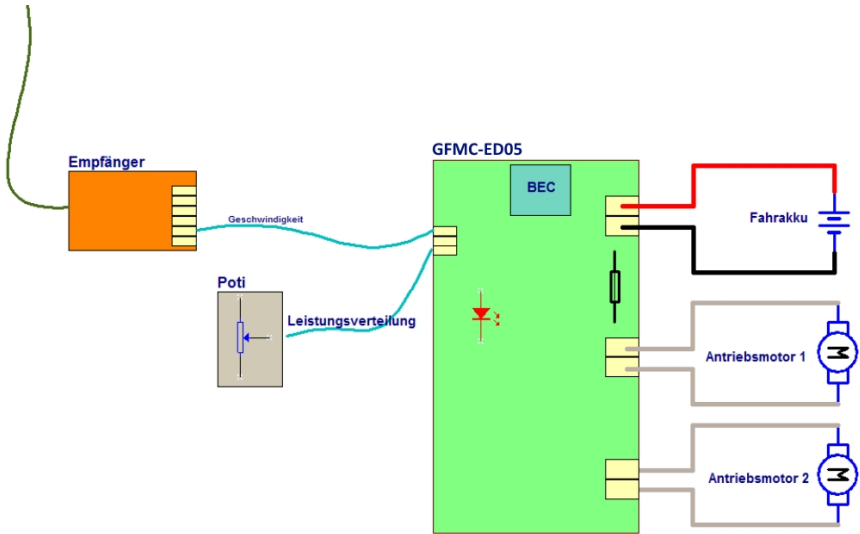 GFMC-ED05
Empfänger
BEC
Geschwindigkeit
Fahrakku
Poti
Leistungsverteilung
Antriebsmotor 1
M
Antriebsmotor 2
M